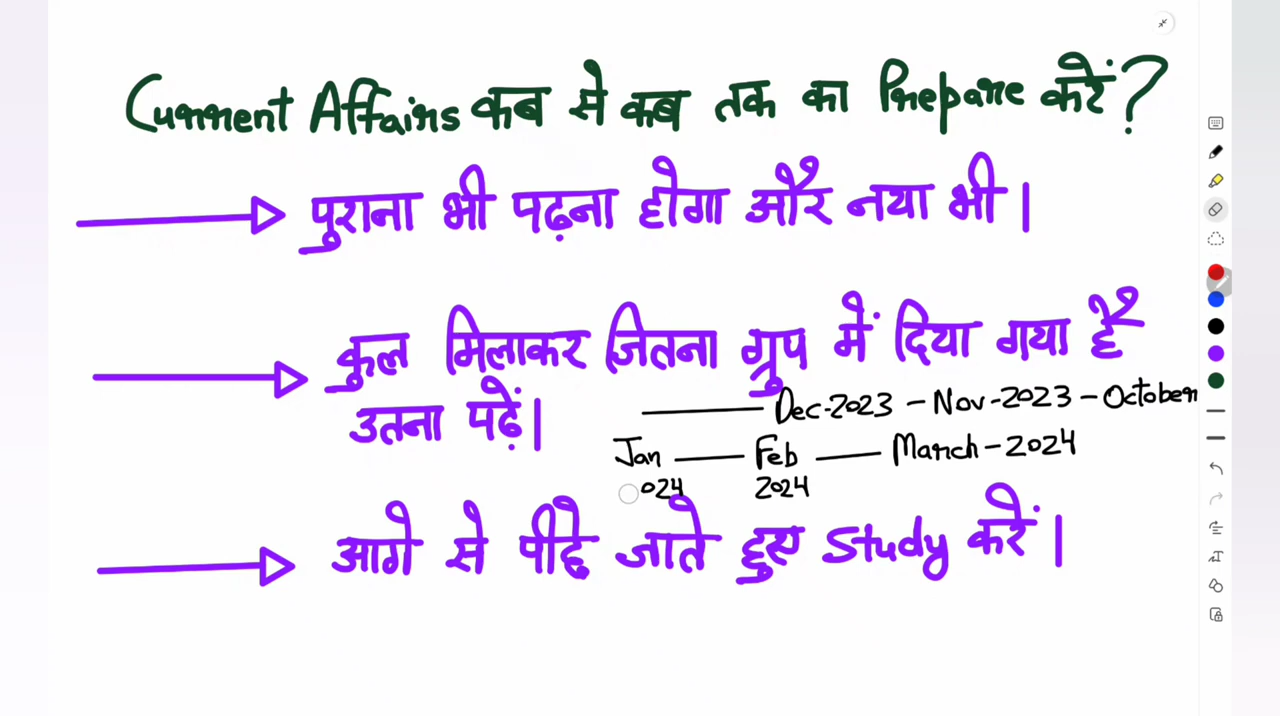 Current Affairs कब से कब तक का Prepare करें?
पुराना भी पढ़ना होगा और नया भी।
कुल मिलाकर जितना ग्रुप में दिया गया है
उतना पढ़ें।
Dec-2023 - Nov-2023 - October
Jan — Feb — March-2024
024 2024
आगे से पीछे जाते हुए Study करें।